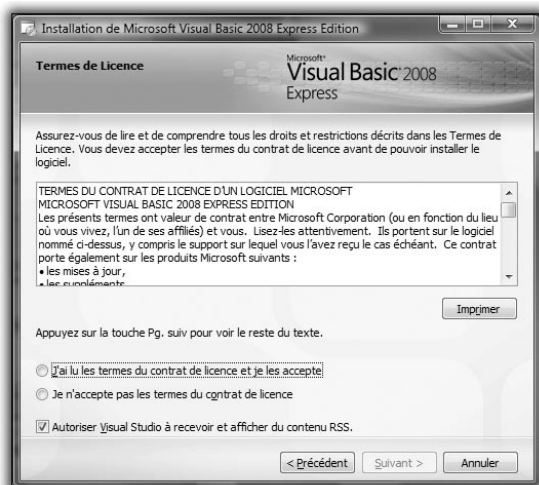 Installation de Microsoft Visual Basic 2008 Express Edition
Termes de Licence
Microsoft®
Visual Basic® 2008
Express
Assurez-vous de lire et de comprendre tous les droits et restrictions décrits dans les Termes de
Licence. Vous devez accepter les termes du contrat de licence avant de pouvoir installer le
logiciel.
TERMES DU CONTRAT DE LICENCE D'UN LOGICIEL MICROSOFT
MICROSOFT VISUAL BASIC 2008 EXPRESS EDITION
Les présents termes ont valeur de contrat entre Microsoft Corporation (ou en fonction du lieu
où vous vivez, l'un de ses affiliés) et vous. Lisez-les attentivement. Ils portent sur le logiciel
nommé ci-dessus, y compris le support sur lequel vous l'avez reçu le cas échéant. Ce contrat
porte également sur les produits Microsoft suivants :
• les mises à jour,
• les suppléments
Imprimer
Appuyez sur la touche Pg. suiv pour voir le reste du texte.
J'ai lu les termes du contrat de licence et je les accepte
Je n'accepte pas les termes du contrat de licence
Autoriser Visual Studio à recevoir et afficher du contenu RSS.
< Précédent
Suivant >
Annuler